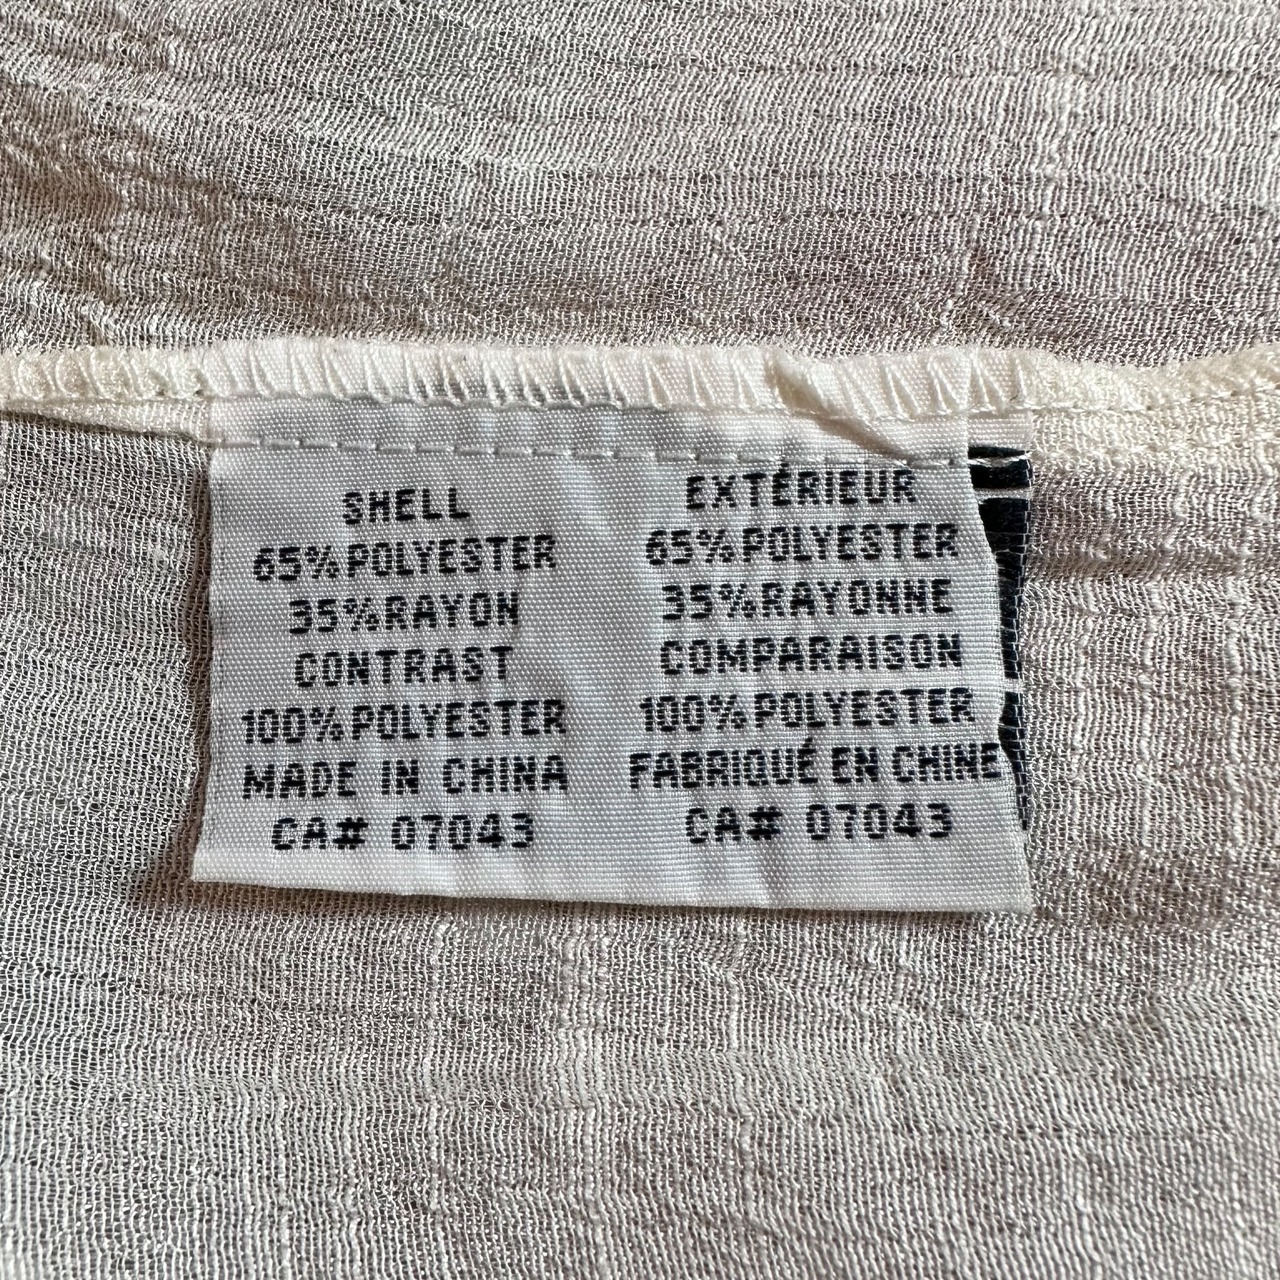 SHELL
65% POLYESTER
35% RAYON
CONTRAST
100% POLYESTER
MADE IN CHINA
CA# 07043
EXTÉRIEUR
65% POLYESTER
35% RAYONNE
COMPARAISON
100% POLYESTER
FABRIQUÉ EN CHINE
CA# 07043